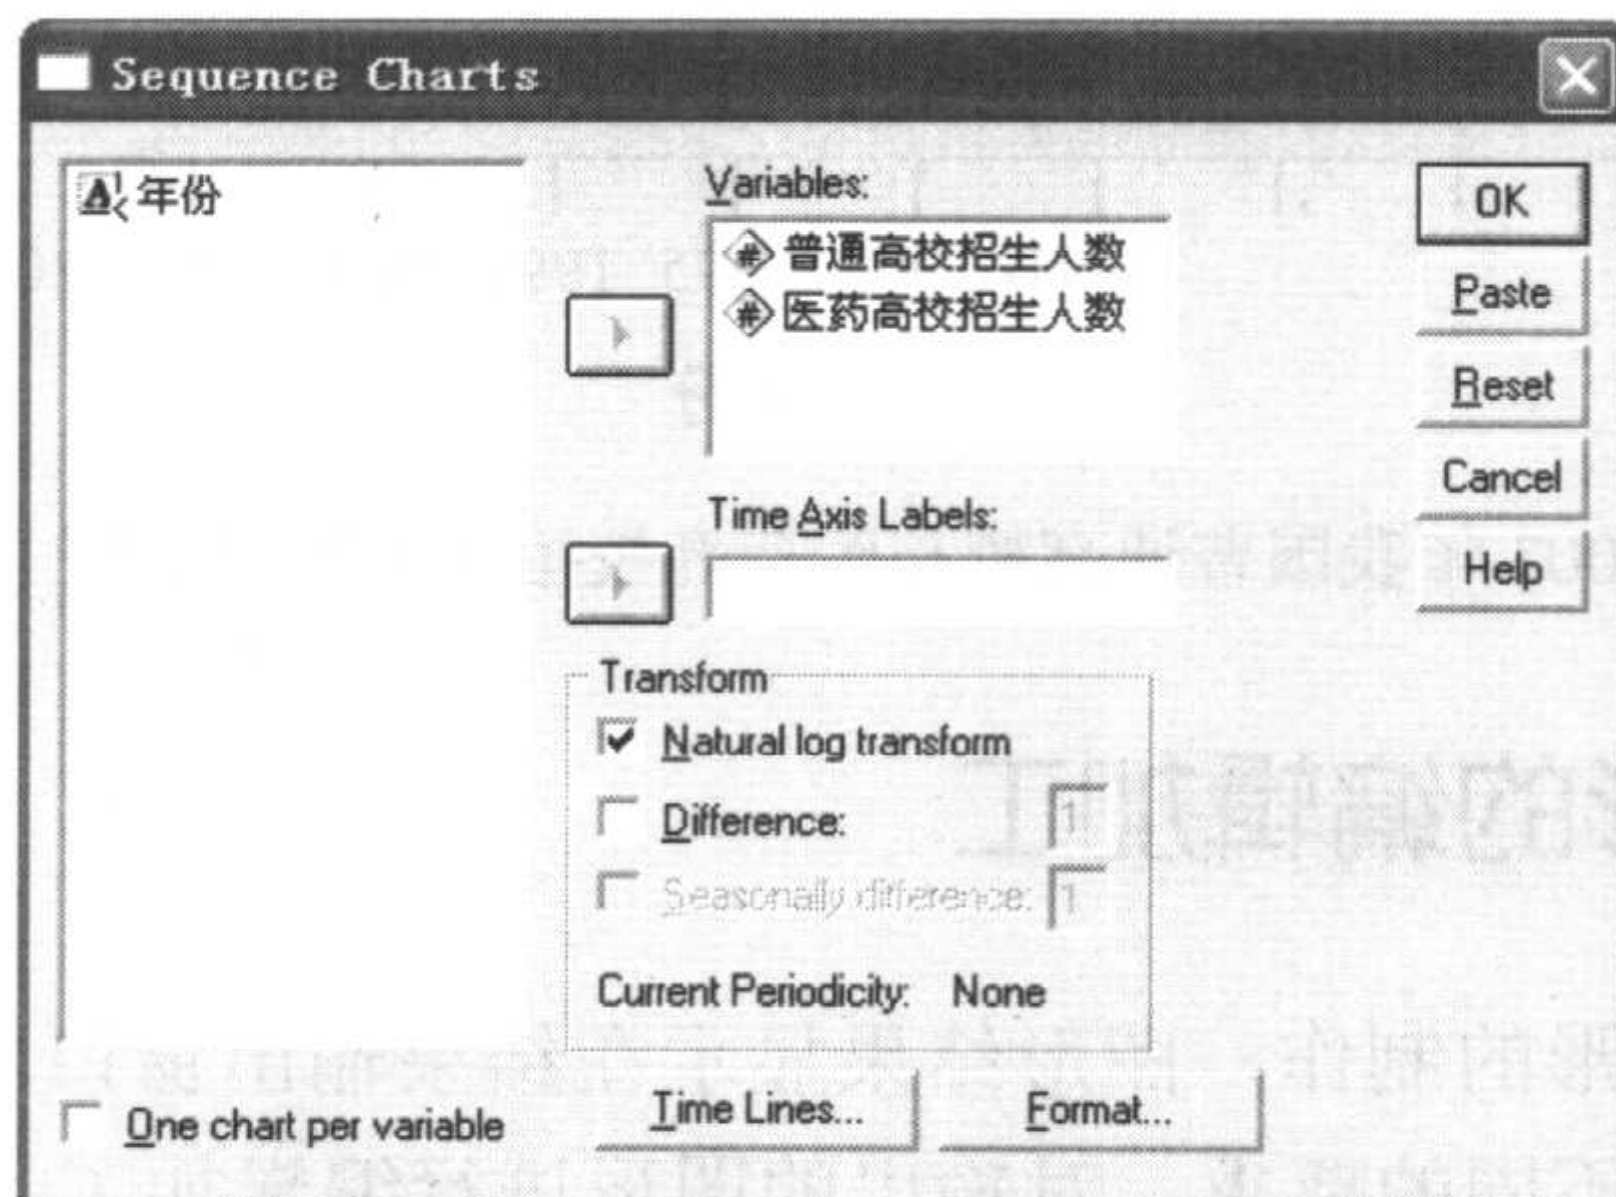 Sequence Charts
年份
Variables:
普通高校招生人数
医药高校招生人数
Time Axis Labels:
Transform
Natural log transform
Difference: 1
Seasonally difference: 1
Current Periodicity: None
One chart per variable
Time Lines...
Format...
OK
Paste
Reset
Cancel
Help